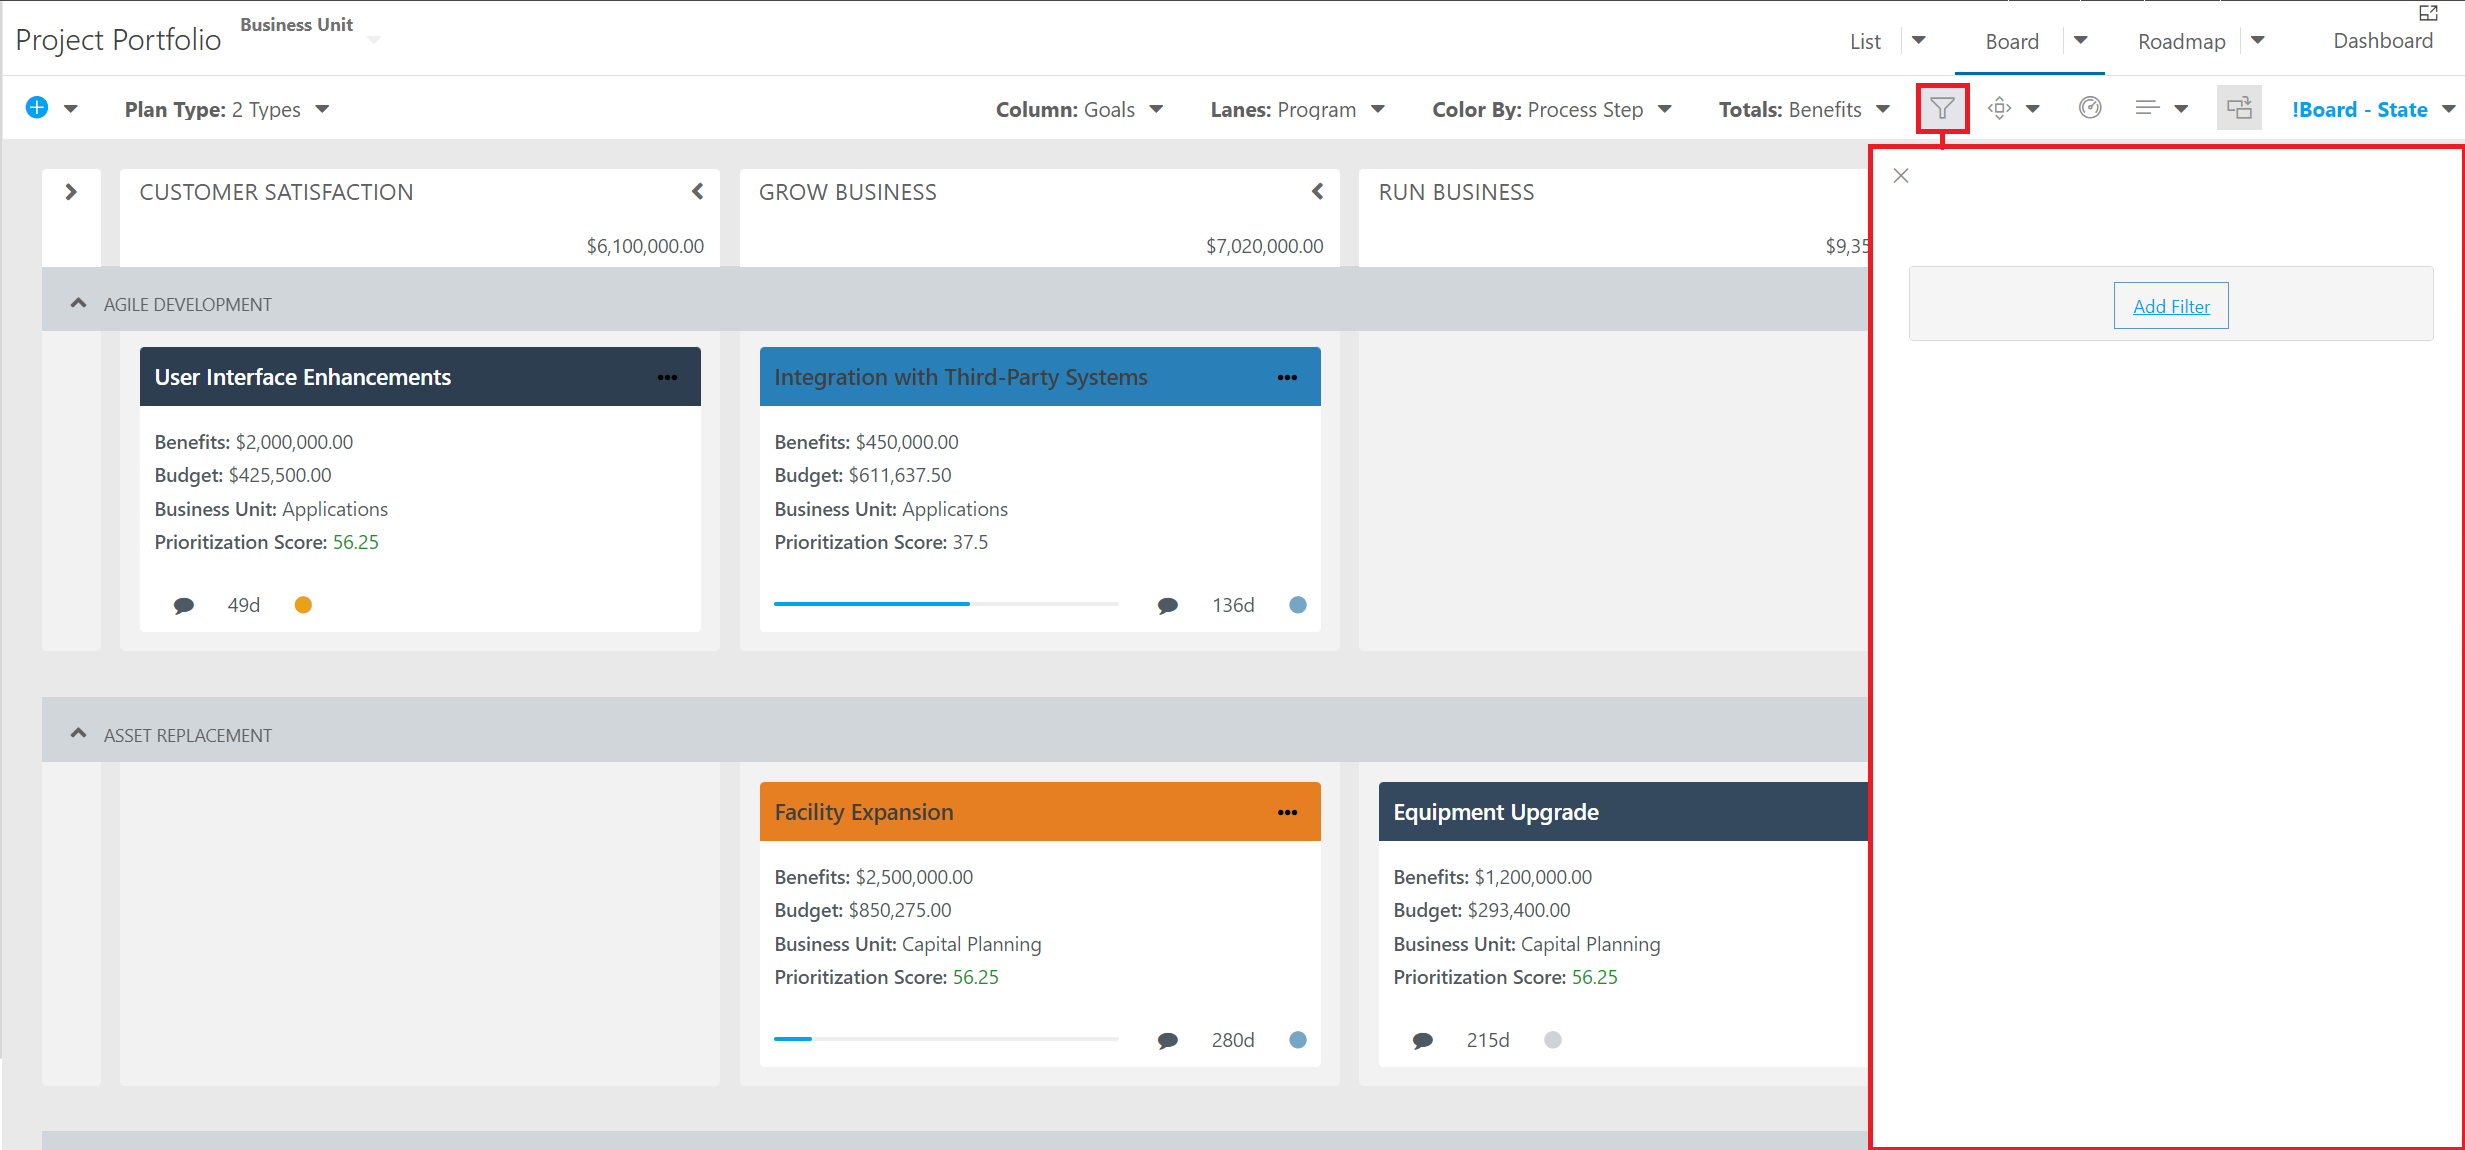 Project Portfolio
Business Unit
List
Board
Roadmap
Dashboard
Plan Type: 2 Types
Column: Goals
Lanes: Program
Color By: Process Step
Totals: Benefits
!Board - State
CUSTOMER SATISFACTION
$6,100,000.00
GROW BUSINESS
$7,020,000.00
RUN BUSINESS
$9,35
Add Filter
AGILE DEVELOPMENT
User Interface Enhancements
Benefits: $2,000,000.00
Budget: $425,500.00
Business Unit: Applications
Prioritization Score: 56.25
49d
Integration with Third-Party Systems
Benefits: $450,000.00
Budget: $611,637.50
Business Unit: Applications
Prioritization Score: 37.5
136d
ASSET REPLACEMENT
Facility Expansion
Benefits: $2,500,000.00
Budget: $850,275.00
Business Unit: Capital Planning
Prioritization Score: 56.25
280d
Equipment Upgrade
Benefits: $1,200,000.00
Budget: $293,400.00
Business Unit: Capital Planning
Prioritization Score: 56.25
215d